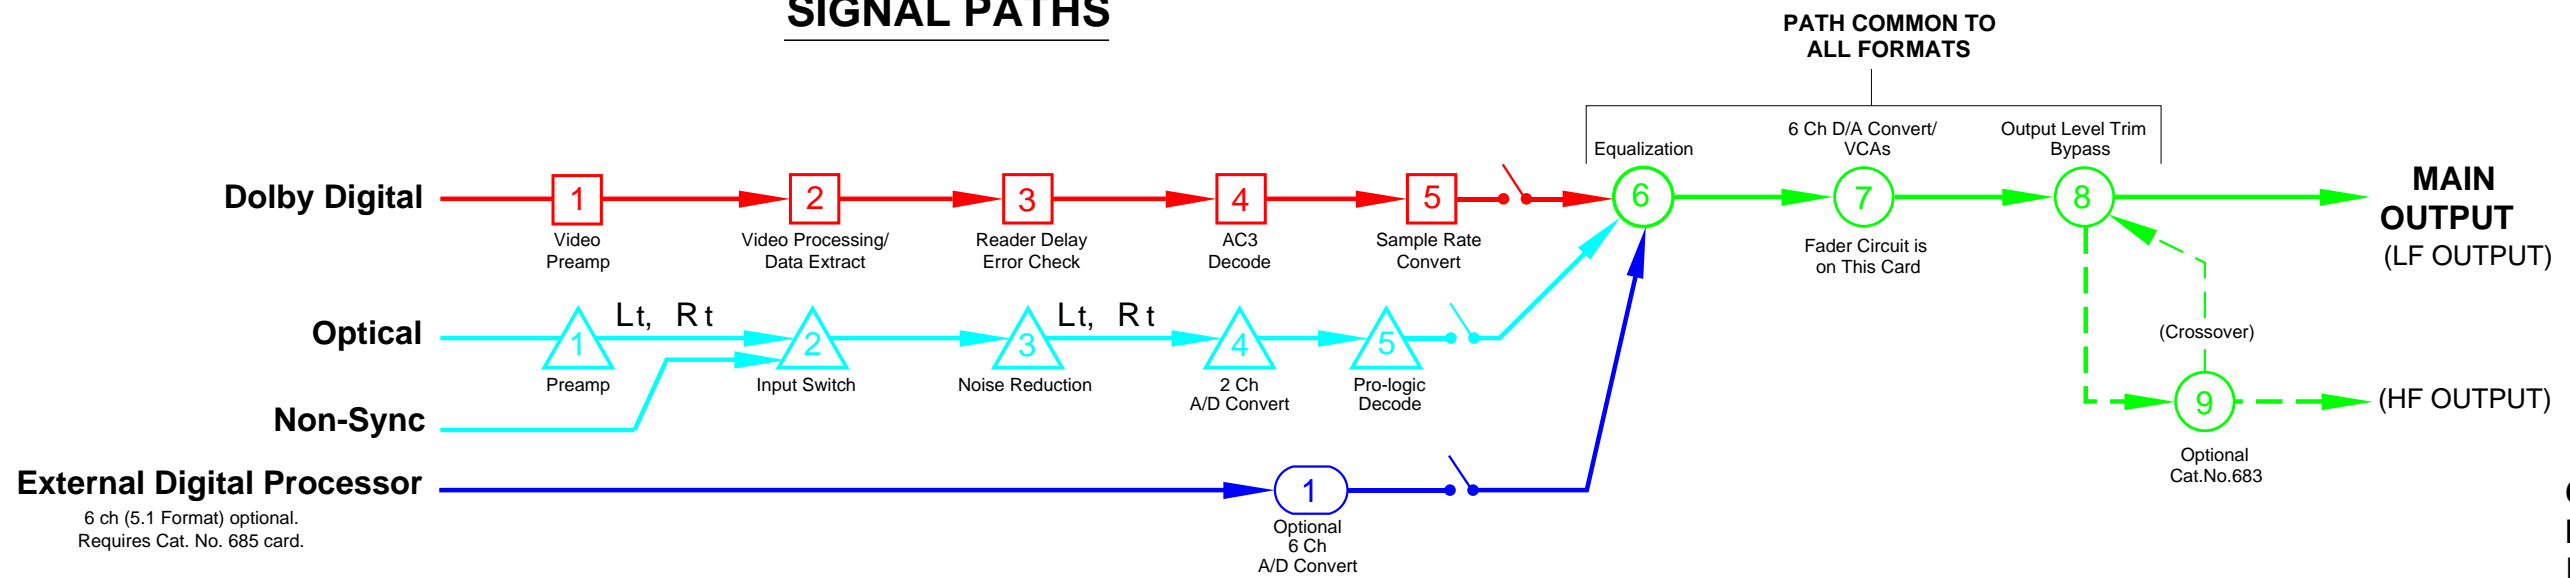 SIGNAL PATHS
PATH COMMON TO
ALL FORMATS
Equalization
6 Ch D/A Convert/
VCAs
Output Level Trim
Bypass
Dolby Digital
1
2
3
4
5
6
7
8
MAIN
OUTPUT
(LF OUTPUT)
Video
Preamp
Video Processing/
Data Extract
Reader Delay
Error Check
AC3
Decode
Sample Rate
Convert
Fader Circuit is
on This Card
Optical
1
Lt, Rt
2
3
Lt, Rt
4
5
(Crossover)
Preamp
Input Switch
Noise Reduction
2 Ch
A/D Convert
Pro-logic
Decode
9
(HF OUTPUT)
Non-Sync
Optional
Cat.No.683
External Digital Processor
6 ch (5.1 Format) optional.
Requires Cat. No. 685 card.
1
Optional
6 Ch
A/D Convert